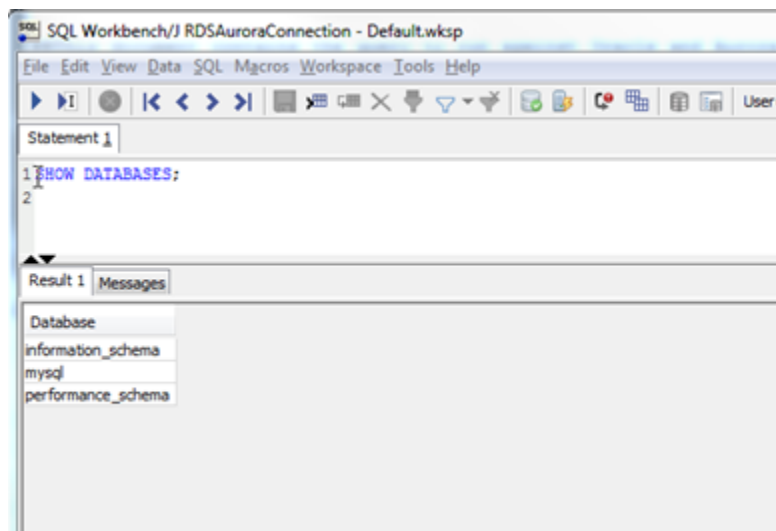 SQL Workbench/J RDSAuroraConnection - Default.wksp
File Edit View Data SQL Macros Workspace Tools Help
User
Statement 1
1 SHOW DATABASES;
2
Result 1 Messages
Database
information_schema
mysql
performance_schema